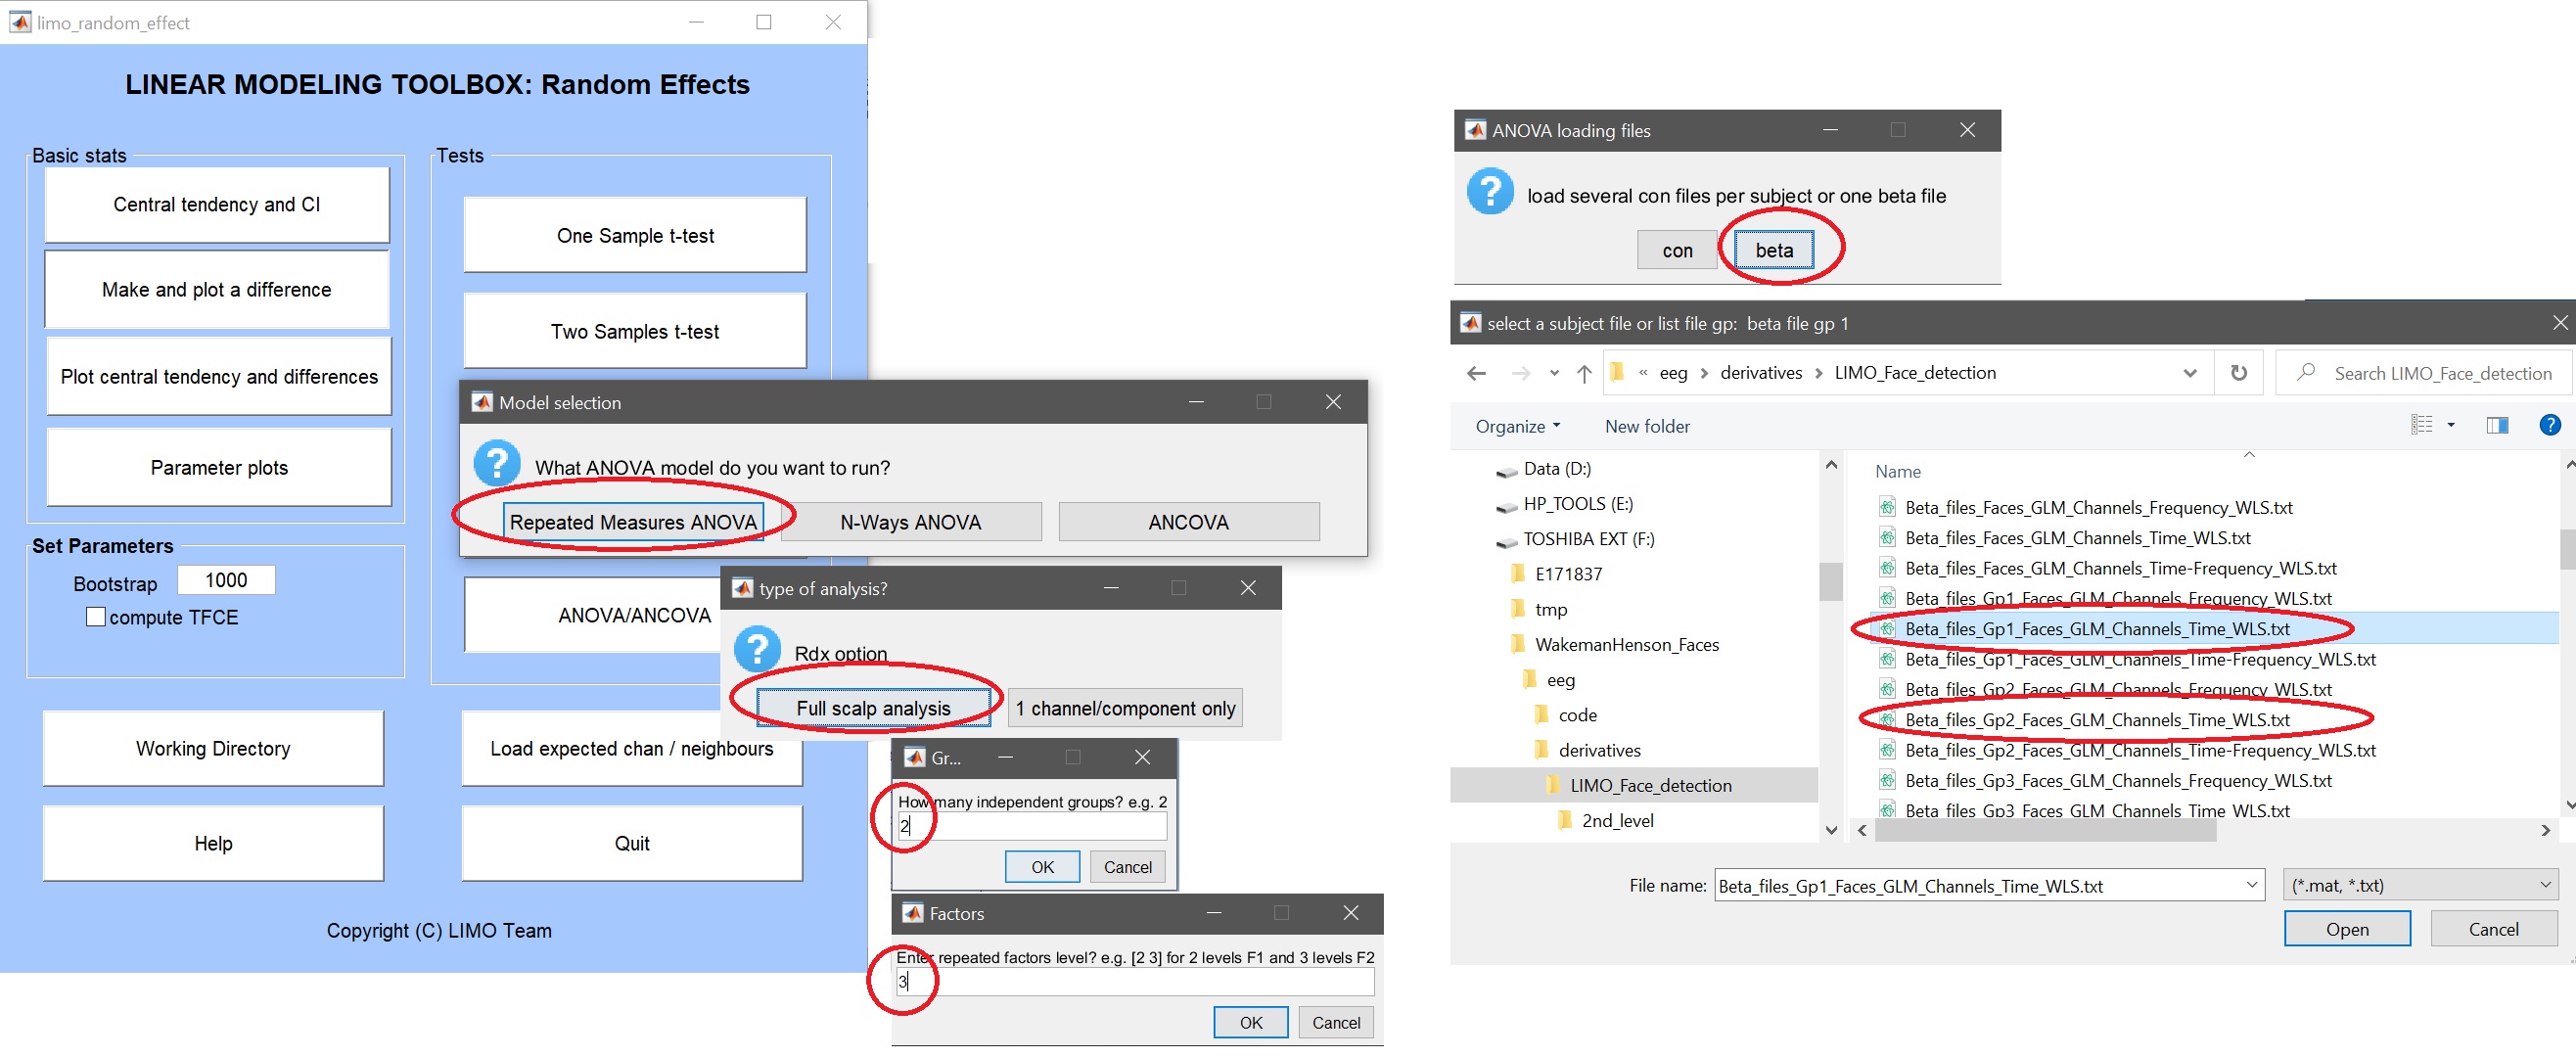 limo_random_effect
LINEAR MODELING TOOLBOX: Random Effects
Basic stats
Central tendency and CI
Make and plot a difference
Plot central tendency and differences
Parameter plots
Set Parameters
Bootstrap 1000
compute TFCE
Tests
One Sample t-test
Two Samples t-test
ANOVA/ANCOVA
Working Directory
Load expected chan / neighbours
Help
Quit
Copyright (C) LIMO Team
Model selection
What ANOVA model do you want to run?
Repeated Measures ANOVA
N-Ways ANOVA
ANCOVA
type of analysis?
Rdx option
Full scalp analysis
1 channel/component only
Gr...
How many independent groups? e.g. 2
2
OK
Cancel
Factors
Enter repeated factors level? e.g. [2 3] for 2 levels F1 and 3 levels F2
3
OK
Cancel
ANOVA loading files
load several con files per subject or one beta file
con
beta
select a subject file or list file gp: beta file gp 1
« eeg › derivatives › LIMO_Face_detection
Search LIMO_Face_detection
Organize
New folder
Data (D:)
HP_TOOLS (E:)
TOSHIBA EXT (F:)
E171837
tmp
WakemanHenson_Faces
eeg
code
derivatives
LIMO_Face_detection
2nd_level
Name
Beta_files_Faces_GLM_Channels_Frequency_WLS.txt
Beta_files_Faces_GLM_Channels_Time_WLS.txt
Beta_files_Faces_GLM_Channels_Time-Frequency_WLS.txt
Beta_files_Gp1_Faces_GLM_Channels_Frequency_WLS.txt
Beta_files_Gp1_Faces_GLM_Channels_Time_WLS.txt
Beta_files_Gp1_Faces_GLM_Channels_Time-Frequency_WLS.txt
Beta_files_Gp2_Faces_GLM_Channels_Frequency_WLS.txt
Beta_files_Gp2_Faces_GLM_Channels_Time_WLS.txt
Beta_files_Gp2_Faces_GLM_Channels_Time-Frequency_WLS.txt
Beta_files_Gp3_Faces_GLM_Channels_Frequency_WLS.txt
Beta_files_Gp3_Faces_GLM_Channels_Time_WLS.txt
File name: Beta_files_Gp1_Faces_GLM_Channels_Time_WLS.txt
(*.mat, *.txt)
Open
Cancel